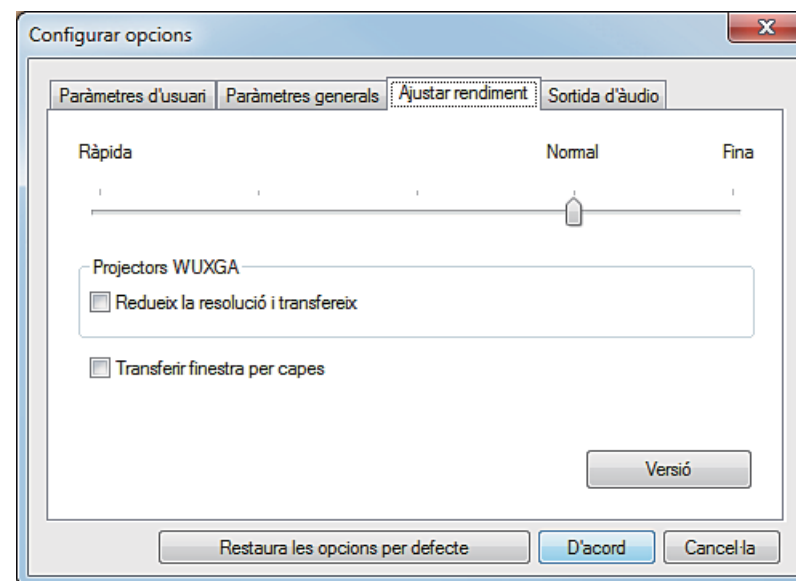 Configurar opcions
Paràmetres d'usuari Paràmetres generals Ajustar rendiment Sortida d'àudio
Ràpida Normal Fina
Projectors WUXGA
Redueix la resolució i transfereix
Transferir finestra per capes
Versió
Restaura les opcions per defecte D'acord Cancel·la